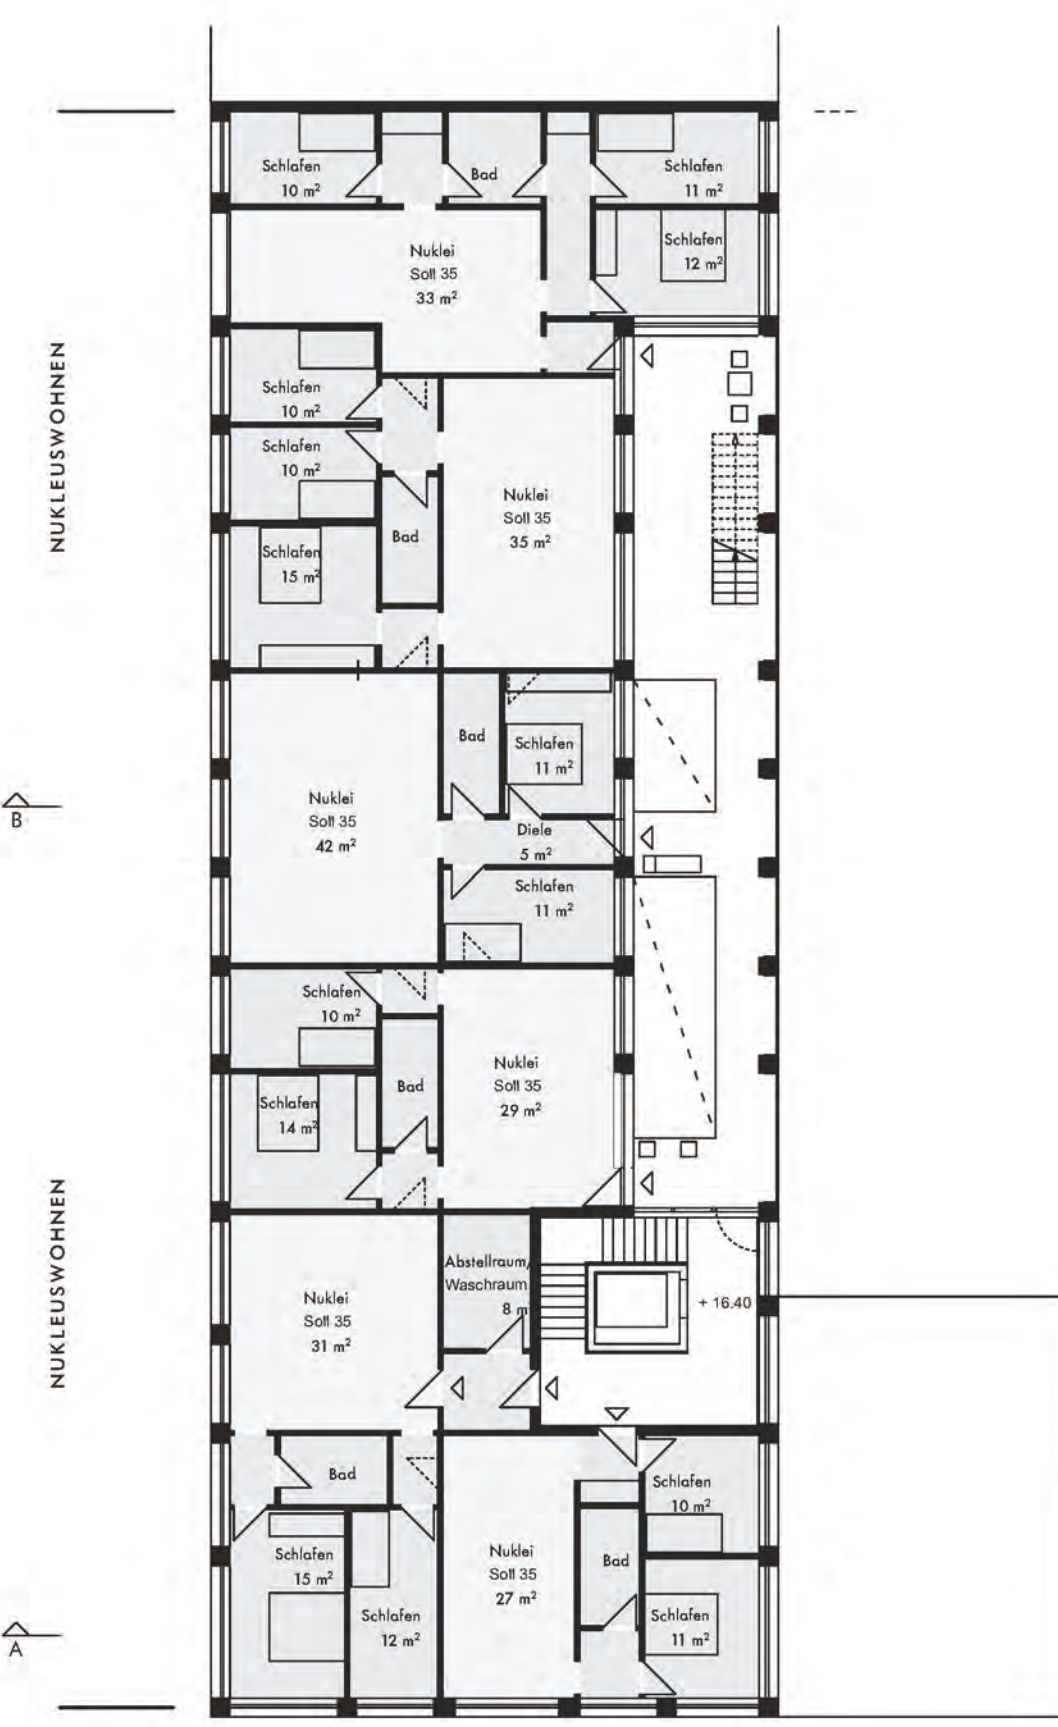 Schlafen
10 m²
Bad
Schlafen
11 m²
Nuklei
Soll 35
33 m²
Schlafen
12 m²
NUKLEUSWOHNEN
Schlafen
10 m²
Schlafen
10 m²
Nuklei
Soll 35
35 m²
Bad
Schlafen
15 m²
Bad
Schlafen
11 m²
Nuklei
Soll 35
42 m²
B
Diele
5 m²
Schlafen
11 m²
Schlafen
10 m²
Nuklei
Soll 35
29 m²
Bad
Schlafen
14 m²
NUKLEUSWOHNEN
Abstellraum/
Waschraum
8 m
Nuklei
Soll 35
31 m²
+ 16.40
Bad
Schlafen
10 m²
Schlafen
15 m²
Nuklei
Soll 35
27 m²
Bad
Schlafen
12 m²
Schlafen
11 m²
A